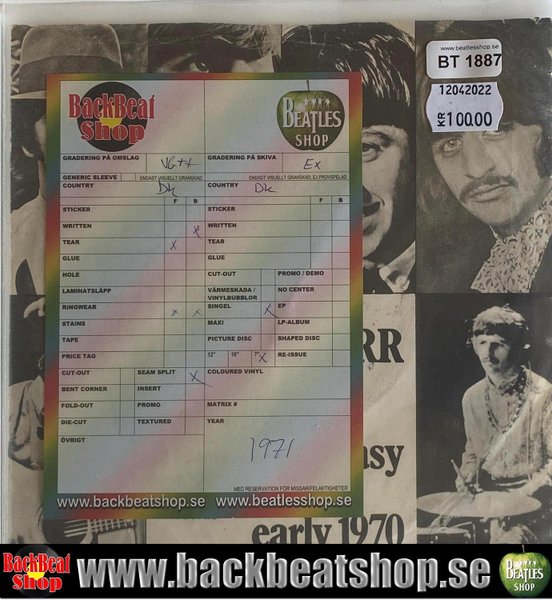 www.beatlesshop.se
BT 1887
12042022
KR100.00
BackBeat
Shop
BEATLES
SHOP
GRADERING PÅ OMSLAG VG++ GRADERING PÅ SKIVA Ex
GENERIC SLEEVE ENDAST VISUELLT GRANSKAD ENDAST VISUELLT GRANSKAD, EJ PROVSPELAD
COUNTRY DK COUNTRY DK
F B F B
STICKER STICKER
WRITTEN X WRITTEN
TEAR X TEAR
GLUE GLUE
HOLE CUT-OUT PROMO / DEMO
LAMINATSLÄPP VÄRMESKADA / VINYLBUBBLOR NO CENTER
RINGWEAR X X SINGEL X EP
STAINS MAXI LP-ALBUM
TAPE PICTURE DISC SHAPED DISC
PRICE TAG 12" 10" 7" X RE-ISSUE
CUT-OUT SEAM SPLIT X COLOURED VINYL
BENT CORNER INSERT
FOLD-OUT PROMO MATRIX #
DIE-CUT TEXTURED
ÖVRIGT
1971
MED RESERVATION FÖR MISSAR/FELAKTIGHETER
www.backbeatshop.se www.beatlesshop.se
RR
asy
early 1970
BackBeat
Shop
www.backbeatshop.se
BEATLES
SHOP